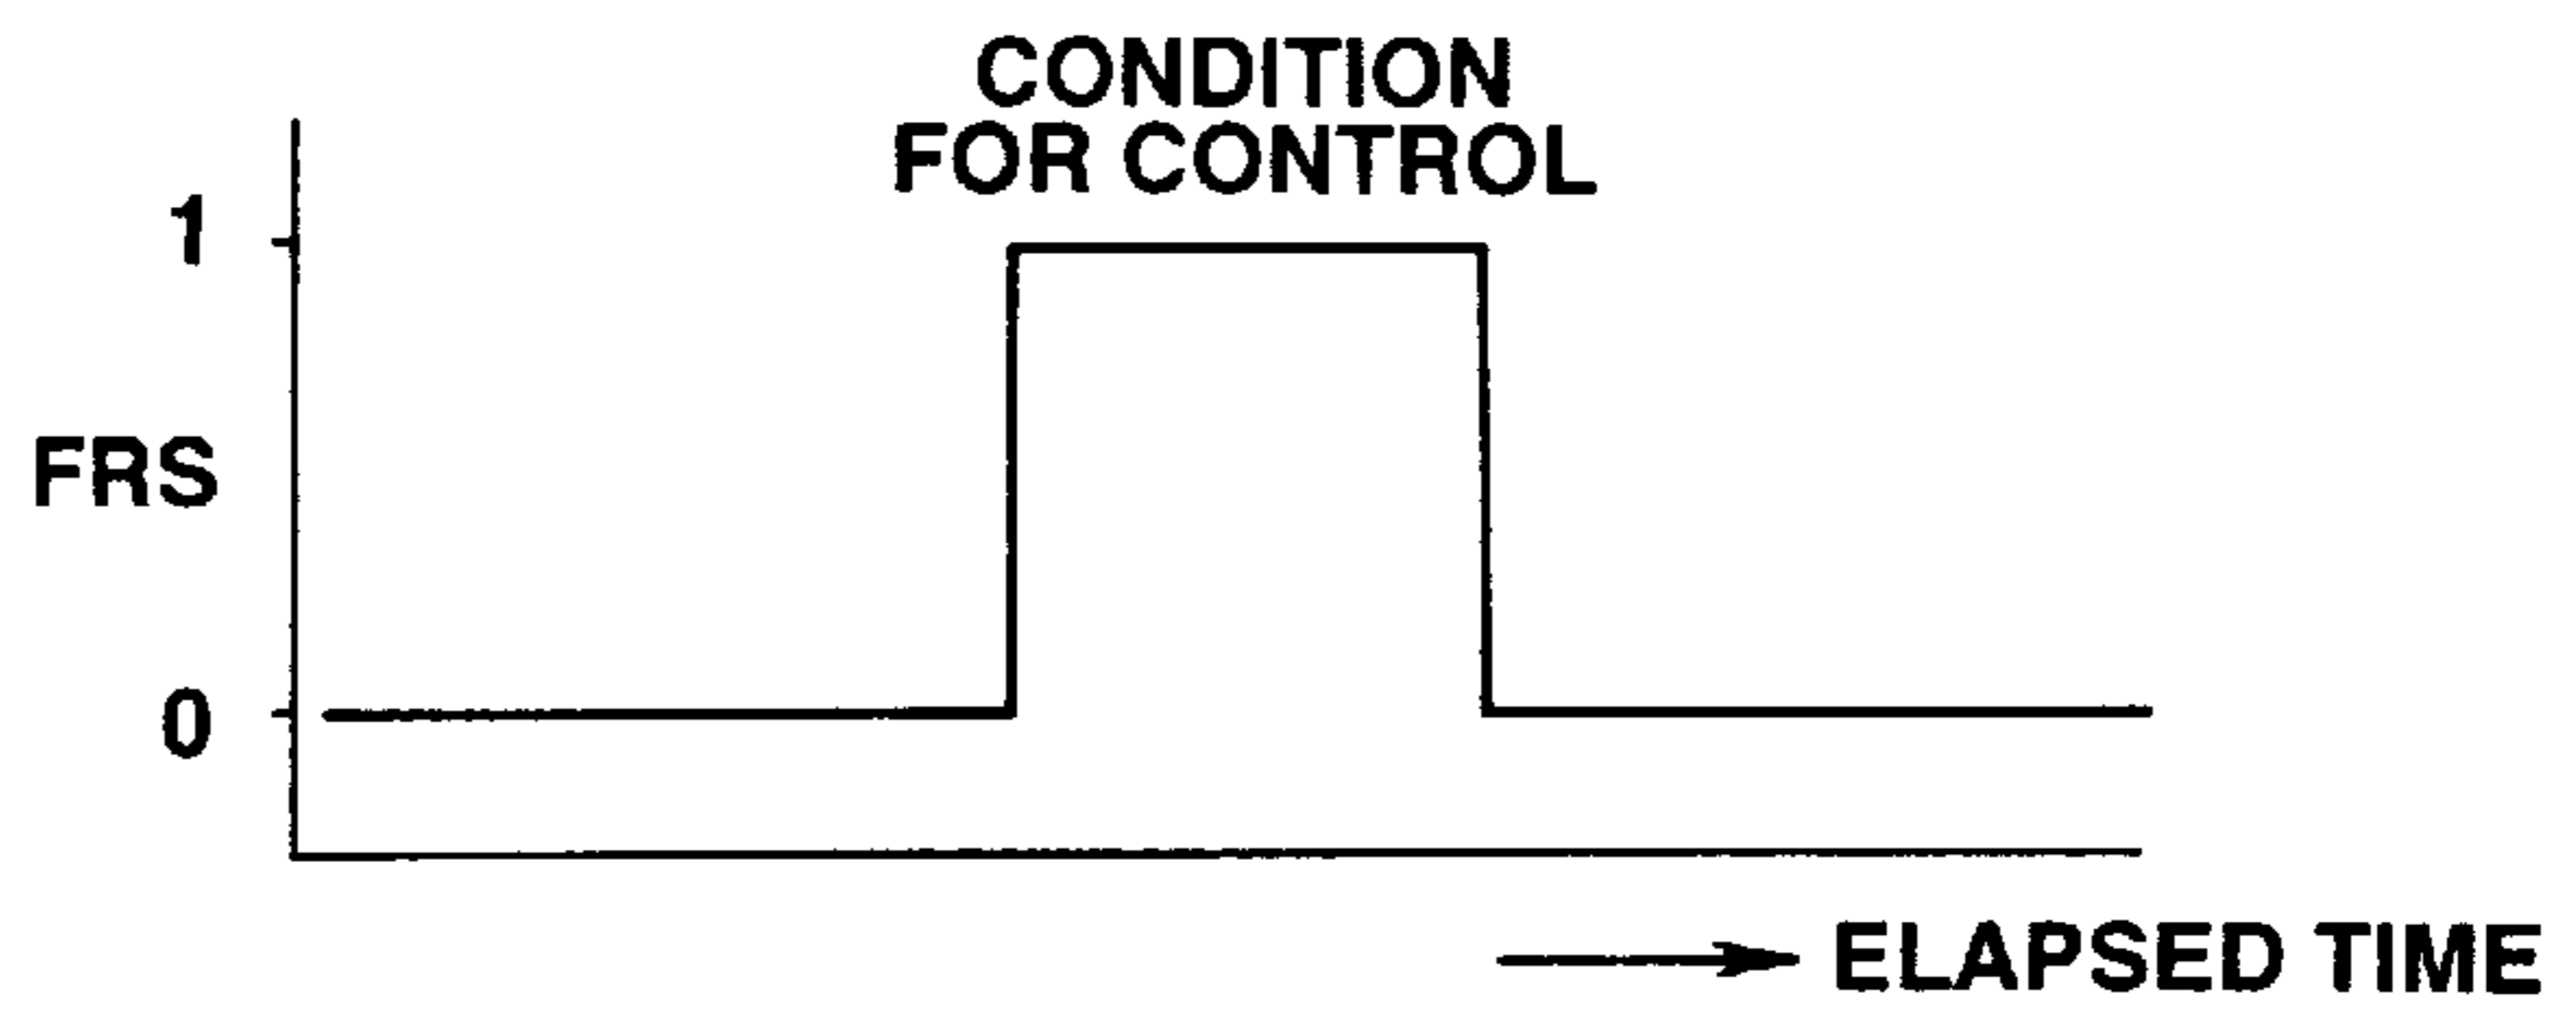 CONDITION
FOR CONTROL
1
FRS
0
ELAPSED TIME